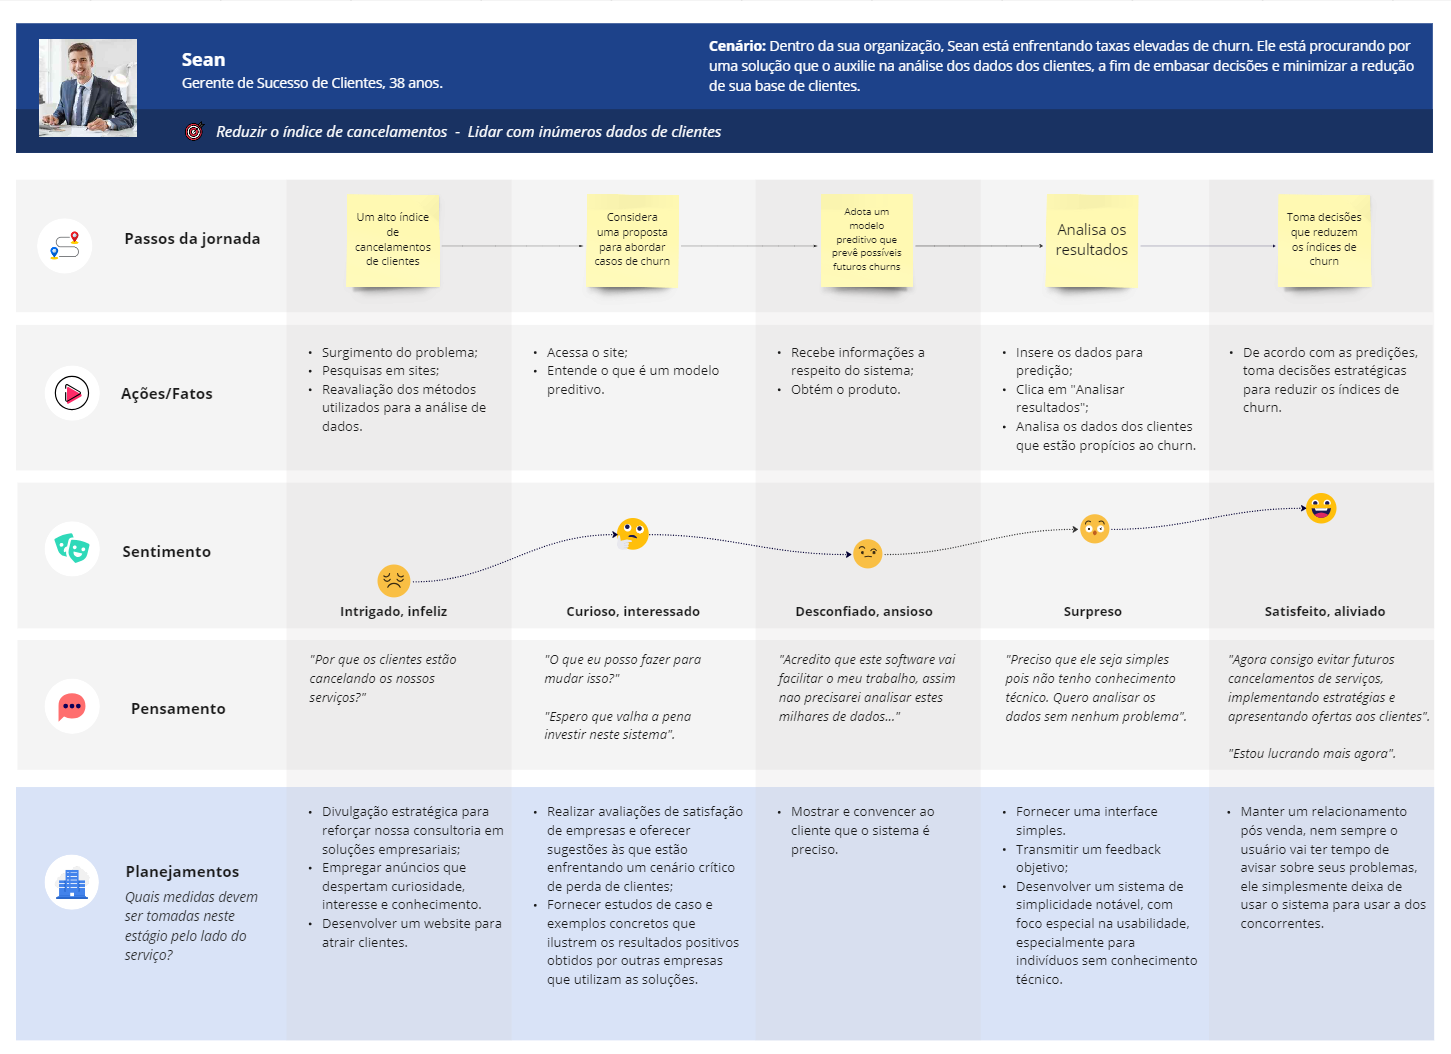 Sean
Gerente de Sucesso de Clientes, 38 anos.
Cenário: Dentro da sua organização, Sean está enfrentando taxas elevadas de churn. Ele está procurando por
uma solução que o auxilie na análise dos dados dos clientes, a fim de embasar decisões e minimizar a redução
de sua base de clientes.
Reduzir o índice de cancelamentos - Lidar com inúmeros dados de clientes
Passos da jornada
Um alto índice
de
cancelamentos
de clientes
Considera
uma proposta
para abordar
casos de churn
Adota um
modelo
preditivo que
prevê possíveis
futuros churns
Analisa os
resultados
Toma decisões
que reduzem
os índices de
churn
Ações/Fatos
• Surgimento do problema;
• Pesquisas em sites;
• Reavaliação dos métodos
utilizados para a análise de
dados.
• Acessa o site;
• Entende o que é um modelo
preditivo.
• Recebe informações a
respeito do sistema;
• Obtém o produto.
• Insere os dados para
predição;
• Clica em "Analisar
resultados";
• Analisa os dados dos clientes
que estão propícios ao churn.
• De acordo com as predições,
toma decisões estratégicas
para reduzir os índices de
churn.
Sentimento
Intrigado, infeliz
Curioso, interessado
Desconfiado, ansioso
Surpreso
Satisfeito, aliviado
Pensamento
"Por que os clientes estão
cancelando os nossos
serviços?"
"O que eu posso fazer para
mudar isso?"
"Espero que valha a pena
investir neste sistema".
"Acredito que este software vai
facilitar o meu trabalho, assim
nao precisarei analisar estes
milhares de dados..."
"Preciso que ele seja simples
pois não tenho conhecimento
técnico. Quero analisar os
dados sem nenhum problema".
"Agora consigo evitar futuros
cancelamentos de serviços,
implementando estratégias e
apresentando ofertas aos clientes".
"Estou lucrando mais agora".
Planejamentos
Quais medidas devem
ser tomadas neste
estágio pelo lado do
serviço?
• Divulgação estratégica para
reforçar nossa consultoria em
soluções empresariais;
• Empregar anúncios que
despertam curiosidade,
interesse e conhecimento.
• Desenvolver um website para
atrair clientes.
• Realizar avaliações de satisfação
de empresas e oferecer
sugestões às que estão
enfrentando um cenário crítico
de perda de clientes;
• Fornecer estudos de caso e
exemplos concretos que
ilustrem os resultados positivos
obtidos por outras empresas
que utilizam as soluções.
• Mostrar e convencer ao
cliente que o sistema é
preciso.
• Fornecer uma interface
simples.
• Transmitir um feedback
objetivo;
• Desenvolver um sistema de
simplicidade notável, com
foco especial na usabilidade,
especialmente para
indivíduos sem conhecimento
técnico.
• Manter um relacionamento
pós venda, nem sempre o
usuário vai ter tempo de
avisar sobre seus problemas,
ele simplesmente deixa de
usar o sistema para usar a dos
concorrentes.